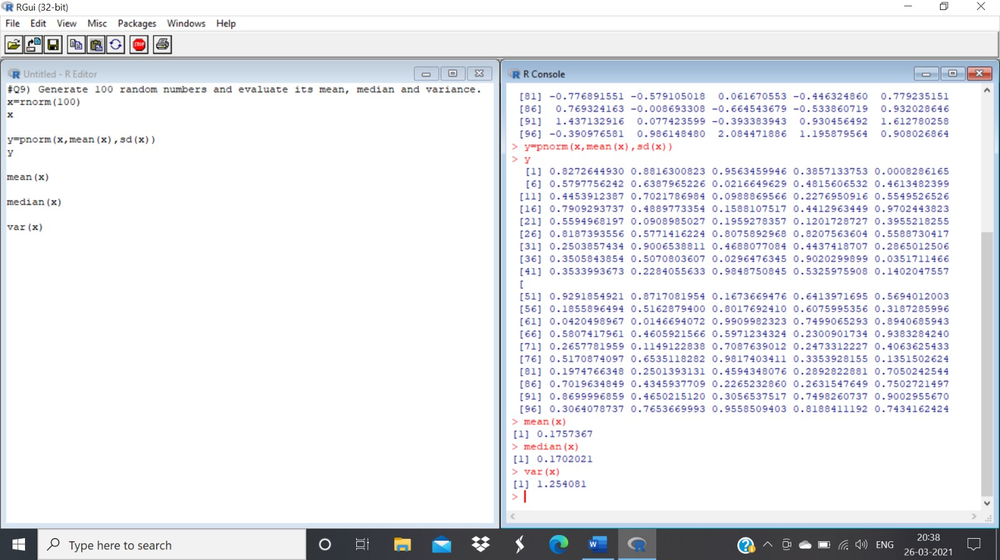 RGui (32-bit)
File Edit View Misc Packages Windows Help
STOP
Untitled - R Editor
#Q9) Generate 100 random numbers and evaluate its mean, median and variance.
x=rnorm(100)
x
y=pnorm(x,mean(x),sd(x))
y
mean(x)
median(x)
var(x)
R Console
[81] -0.776891551 -0.579105018 0.061670553 -0.446324860 0.779235151
[86] 0.769324163 -0.008693308 -0.664543679 -0.533860719 0.932028646
[91] 1.437132916 0.077423599 -0.393383943 0.930456492 1.612780258
[96] -0.390976581 0.986148480 2.084471886 1.195879564 0.908026864
> y=pnorm(x,mean(x),sd(x))
> y
[1] 0.8272644930 0.8816300823 0.9563459946 0.3857133753 0.0008286165
[6] 0.5797756242 0.6387965226 0.0216649629 0.4815606532 0.4613482399
[11] 0.4453912387 0.7021786984 0.0988869566 0.2276950916 0.5549526526
[16] 0.7909293737 0.4889773354 0.1588107517 0.4412963449 0.9702443823
[21] 0.5594968197 0.0908985027 0.1959278357 0.1201728727 0.3955218255
[26] 0.8187393556 0.5771416224 0.8075892968 0.8207563604 0.5588730417
[31] 0.2503857434 0.9006538811 0.4688077084 0.4437418707 0.2865012506
[36] 0.3505843854 0.5070803607 0.0296476345 0.9020299899 0.0351711466
[41] 0.3533993673 0.2284055633 0.9848750845 0.5325975908 0.1402047557
[
[51] 0.9291854921 0.8717081954 0.1673669476 0.6413971695 0.5694012003
[56] 0.1855896494 0.5162879400 0.8017692410 0.6075995356 0.3187285996
[61] 0.0420498967 0.0146694072 0.9909982323 0.7499065293 0.8940685943
[66] 0.5807417961 0.4605921566 0.5971234324 0.2300901734 0.9383284240
[71] 0.2657781959 0.1149122838 0.7087639012 0.2473312227 0.4063625433
[76] 0.5170874097 0.6535118282 0.9817403411 0.3353928155 0.1351502624
[81] 0.1974766348 0.2501393131 0.4594348076 0.2892822881 0.7050242544
[86] 0.7019634849 0.4345937709 0.2265232860 0.2631547649 0.7502721497
[91] 0.8699996859 0.4650215120 0.3056537517 0.7498260737 0.9002955670
[96] 0.3064078737 0.7653669993 0.9558509403 0.8188411192 0.7434162424
> mean(x)
[1] 0.1757367
> median(x)
[1] 0.1702021
> var(x)
[1] 1.254081
>
Type here to search
ENG
20:38
26-03-2021